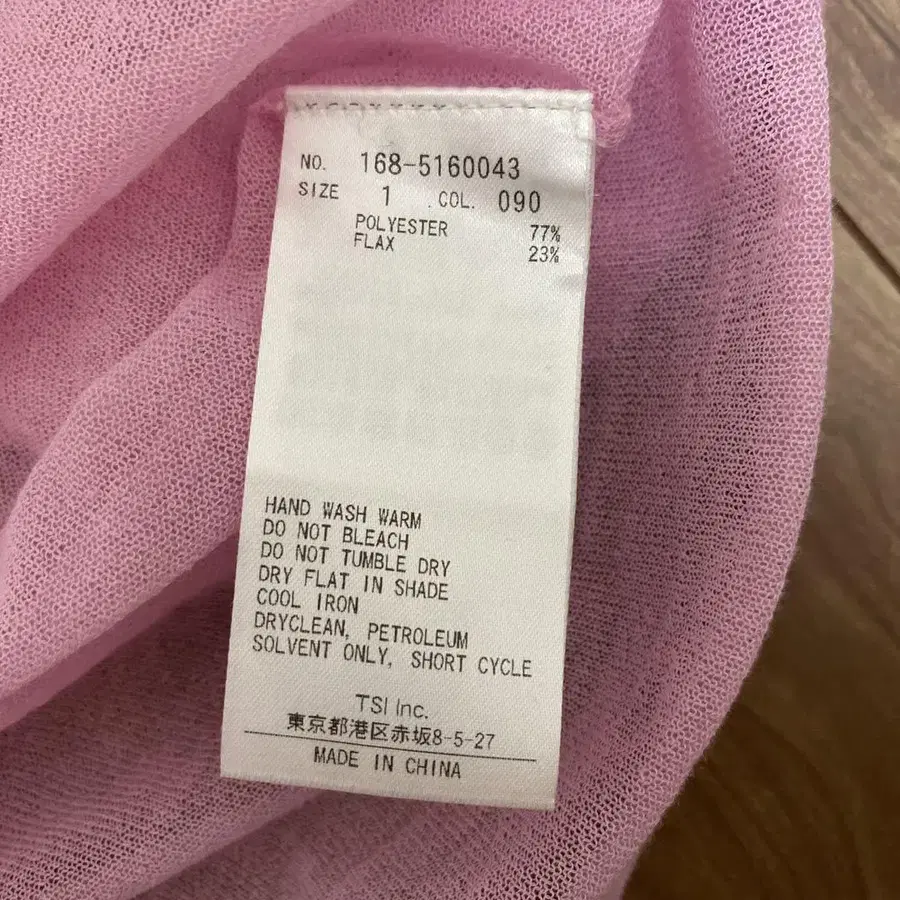 NO. 168-5160043
SIZE 1 .COL. 090
POLYESTER 77%
FLAX 23%
HAND WASH WARM
DO NOT BLEACH
DO NOT TUMBLE DRY
DRY FLAT IN SHADE
COOL IRON
DRYCLEAN, PETROLEUM
SOLVENT ONLY, SHORT CYCLE
TSI Inc.
東京都港区赤坂8-5-27
MADE IN CHINA